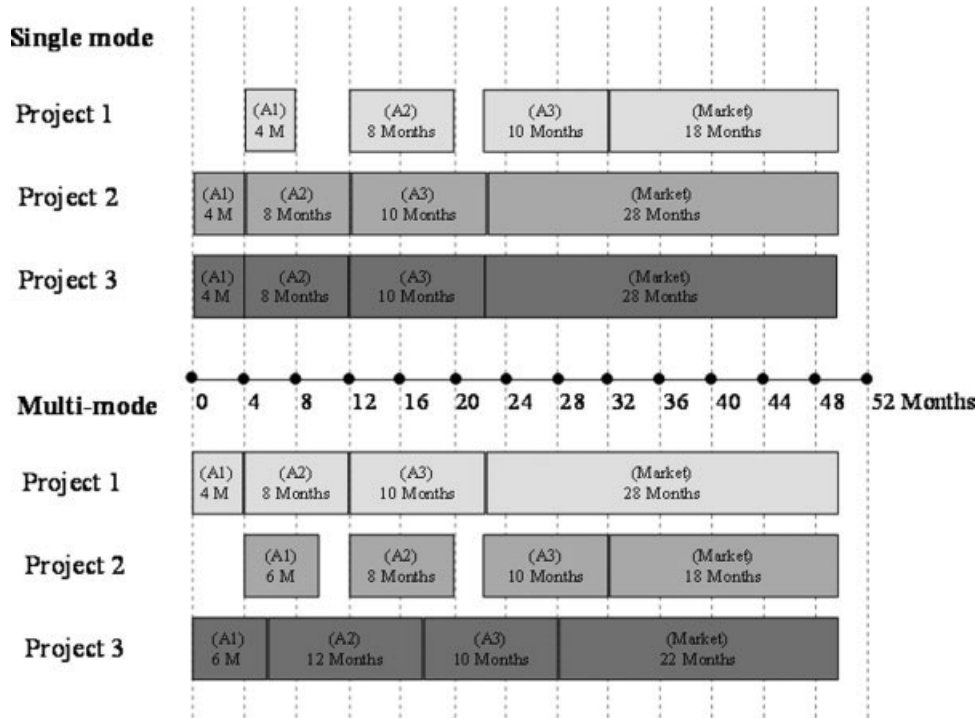 Single mode
Project 1
(A1)
4 M
(A2)
8 Months
(A3)
10 Months
(Market)
18 Months
Project 2
(A1)
4 M
(A2)
8 Months
(A3)
10 Months
(Market)
28 Months
Project 3
(A1)
4 M
(A2)
8 Months
(A3)
10 Months
(Market)
28 Months
Multi-mode
0 4 8 12 16 20 24 28 32 36 40 44 48 52 Months
Project 1
(A1)
4 M
(A2)
8 Months
(A3)
10 Months
(Market)
28 Months
Project 2
(A1)
6 M
(A2)
8 Months
(A3)
10 Months
(Market)
18 Months
Project 3
(A1)
6 M
(A2)
12 Months
(A3)
10 Months
(Market)
22 Months